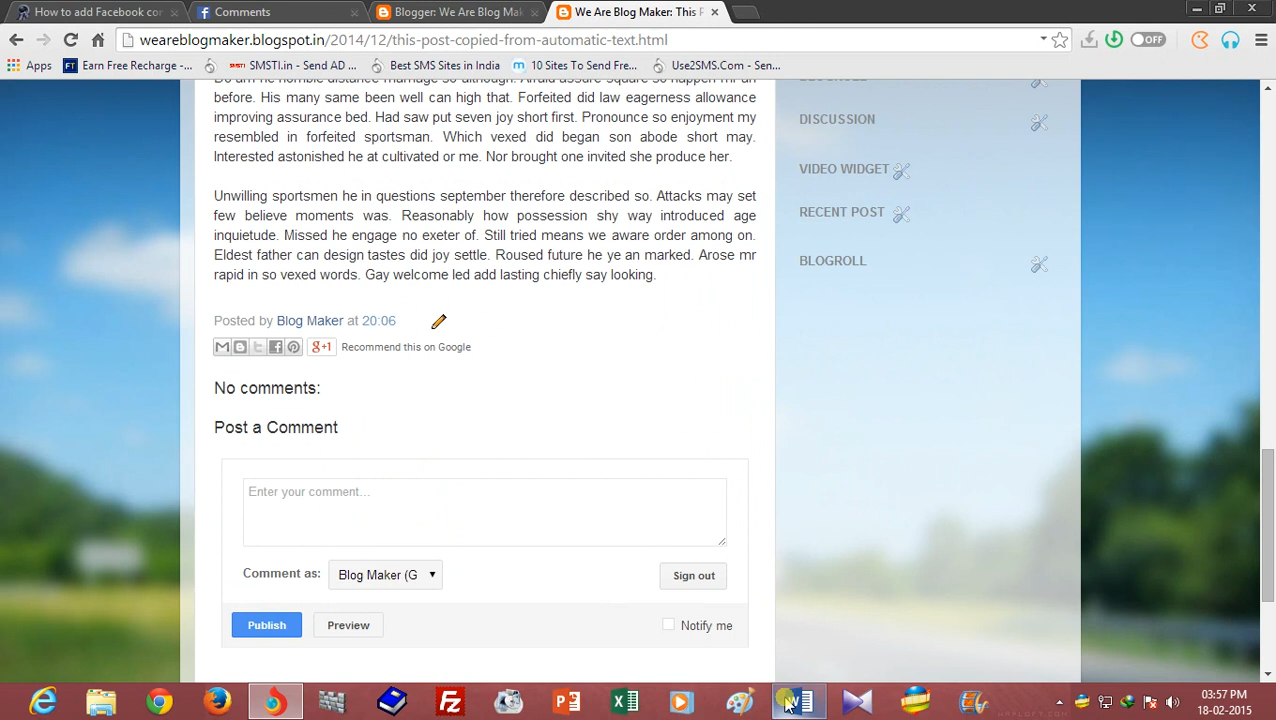 How to add Facebook con
Comments
Blogger: We Are Blog Mak
We Are Blog Maker: This P
weareblogmaker.blogspot.in/2014/12/this-post-copied-from-automatic-text.html
OFF
Apps
FT
Earn Free Recharge -...
SMSTI.in - Send AD ...
Best SMS Sites in India
m
10 Sites To Send Fre...
Use2SMS.Com - Sen...
before. His many same been well can high that. Forfeited did law eagerness allowance
improving assurance bed. Had saw put seven joy short first. Pronounce so enjoyment my
resembled in forfeited sportsman. Which vexed did began son abode short may.
Interested astonished he at cultivated or me. Nor brought one invited she produce her.
Unwilling sportsmen he in questions september therefore described so. Attacks may set
few believe moments was. Reasonably how possession shy way introduced age
inquietude. Missed he engage no exeter of. Still tried means we aware order among on.
Eldest father can design tastes did joy settle. Roused future he ye an marked. Arose mr
rapid in so vexed words. Gay welcome led add lasting chiefly say looking.
DISCUSSION
VIDEO WIDGET
RECENT POST
BLOGROLL
Posted by Blog Maker at 20:06
g+1 Recommend this on Google
No comments:
Post a Comment
Enter your comment...
Comment as:
Blog Maker (G
Sign out
Publish
Preview
Notify me
03:57 PM
18-02-2015